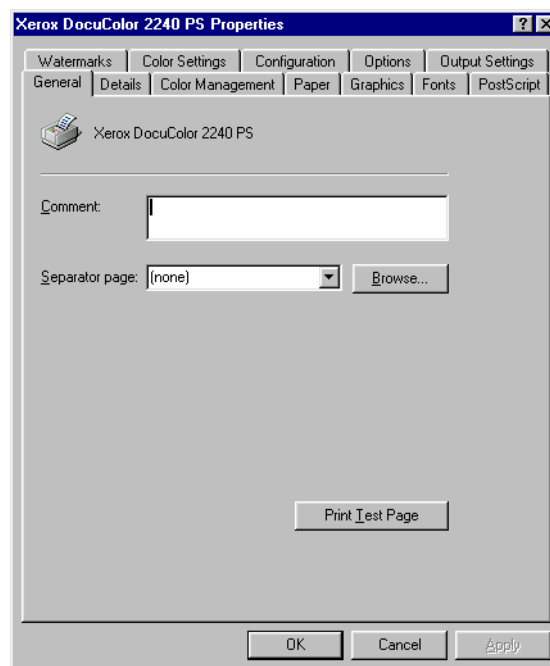 Xerox DocuColor 2240 PS Properties
Watermarks Color Settings Configuration Options Output Settings
General Details Color Management Paper Graphics Fonts PostScript
Xerox DocuColor 2240 PS
Comment:
Separator page: (none) Browse...
Print Test Page
OK Cancel Apply